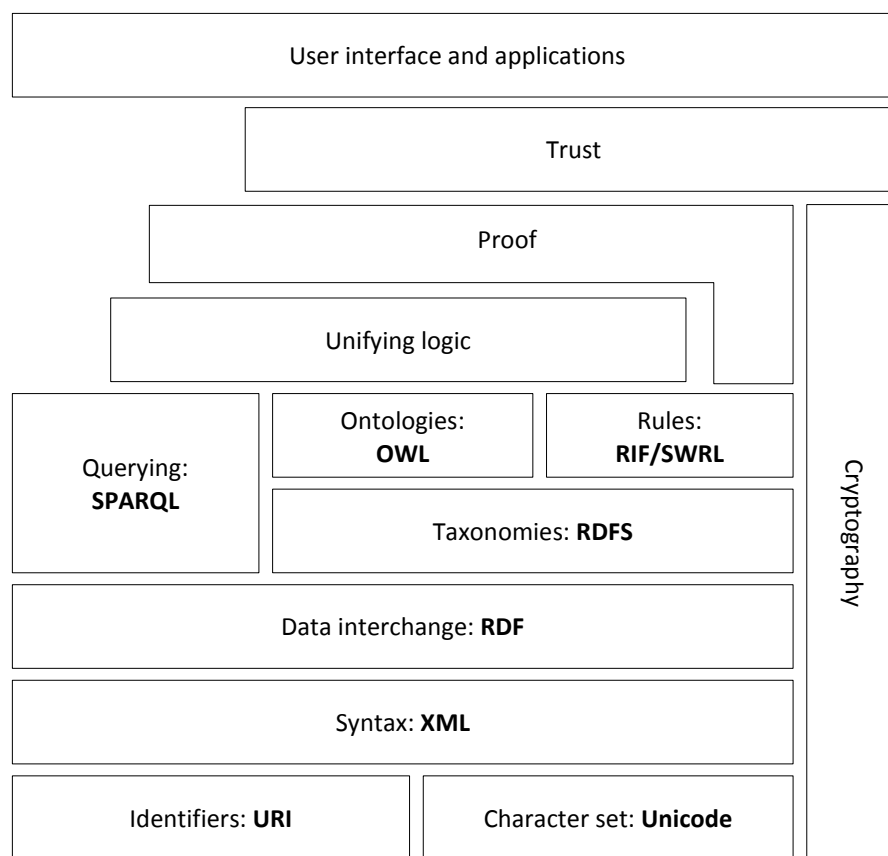 User interface and applications
Trust
Proof
Unifying logic
Querying:
SPARQL
Ontologies:
OWL
Rules:
RIF/SWRL
Taxonomies: RDFS
Cryptography
Data interchange: RDF
Syntax: XML
Identifiers: URI
Character set: Unicode